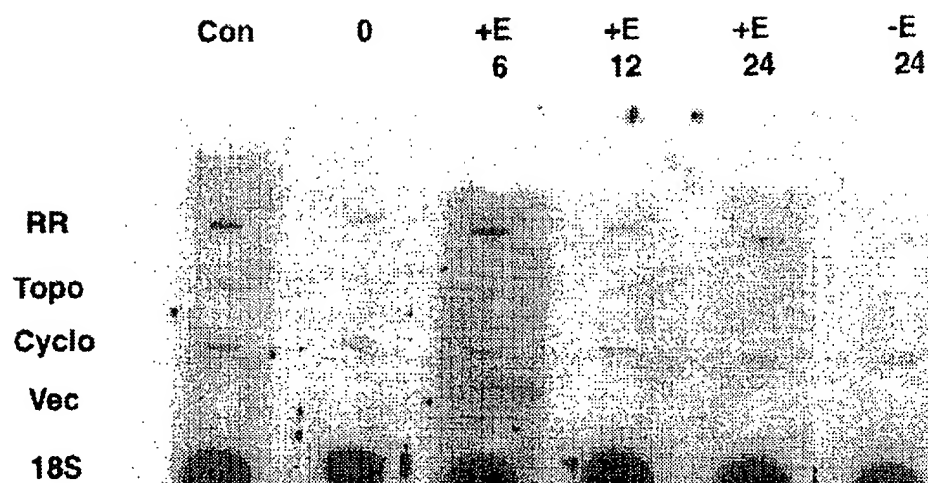 Con 0 +E +E +E -E
6 12 24 24
RR
Topo
Cyclo
Vec
18S